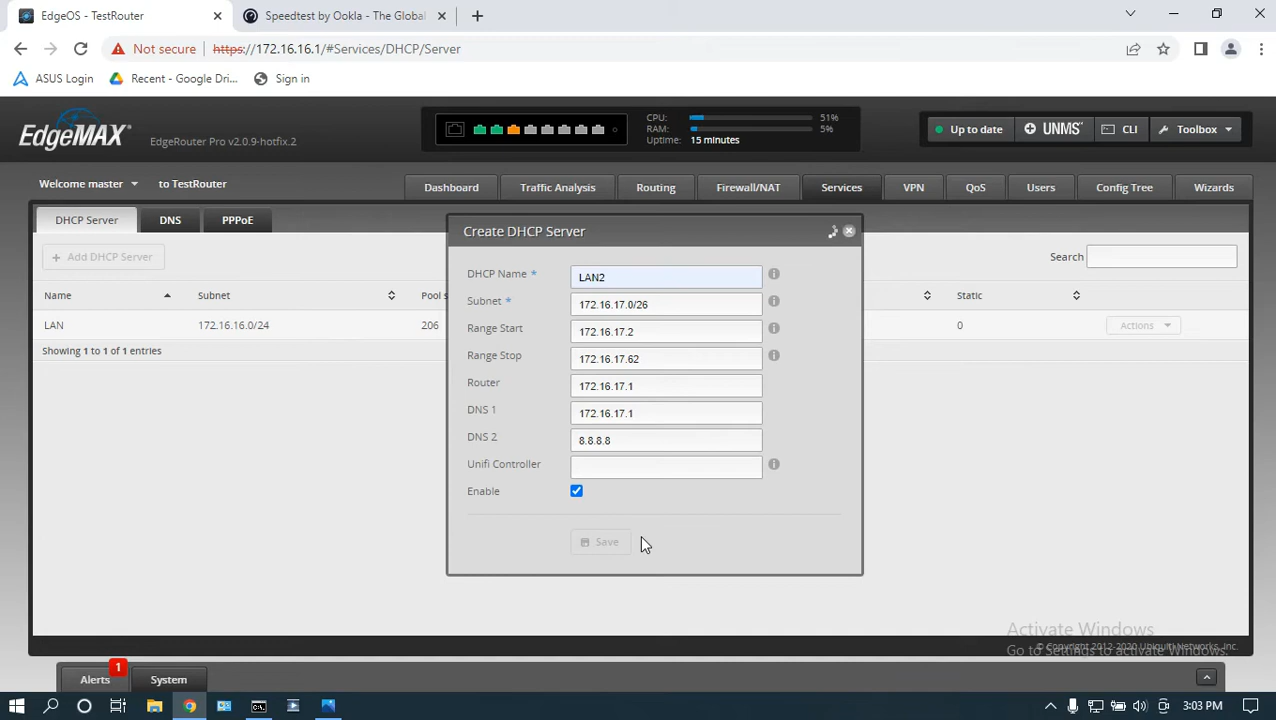 EdgeOS - TestRouter
Speedtest by Ookla - The Global
Not secure
https://172.16.16.1/#Services/DHCP/Server
ASUS Login
Recent - Google Dri...
Sign in
EdgeMAX
EdgeRouter Pro v2.0.9-hotfix.2
CPU: 51%
RAM: 5%
Uptime: 15 minutes
Up to date
UNMS
CLI
Toolbox
Welcome master
to TestRouter
Dashboard
Traffic Analysis
Routing
Firewall/NAT
Services
VPN
QoS
Users
Config Tree
Wizards
DHCP Server
DNS
PPPoE
+ Add DHCP Server
Search
Name
Subnet
Pool s
Static
LAN
172.16.16.0/24
206
0
Actions
Showing 1 to 1 of 1 entries
Create DHCP Server
DHCP Name * LAN2
Subnet * 172.16.17.0/26
Range Start 172.16.17.2
Range Stop 172.16.17.62
Router 172.16.17.1
DNS 1 172.16.17.1
DNS 2 8.8.8.8
Unifi Controller
Enable
Save
Activate Windows
Go to Settings to activate Windows.
© Copyright 2012-2020 Ubiquiti Networks, Inc.
Alerts
1
System
3:03 PM